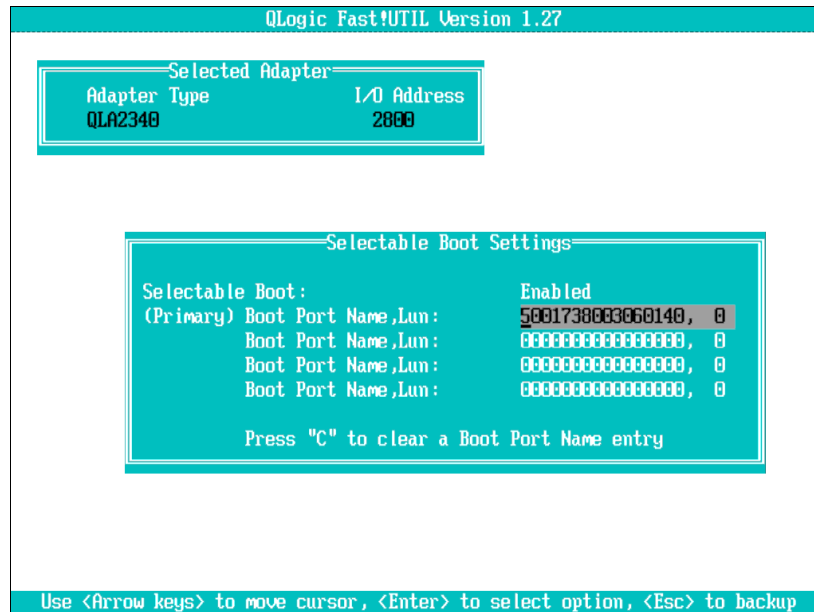 QLogic Fast!UTIL Version 1.27
Selected Adapter
Adapter Type I/O Address
QLA2340 2800
Selectable Boot Settings
Selectable Boot: Enabled
(Primary) Boot Port Name,Lun: 5001738003060140, 0
Boot Port Name,Lun: 0000000000000000, 0
Boot Port Name,Lun: 0000000000000000, 0
Boot Port Name,Lun: 0000000000000000, 0
Press "C" to clear a Boot Port Name entry
Use <Arrow keys> to move cursor, <Enter> to select option, <Esc> to backup